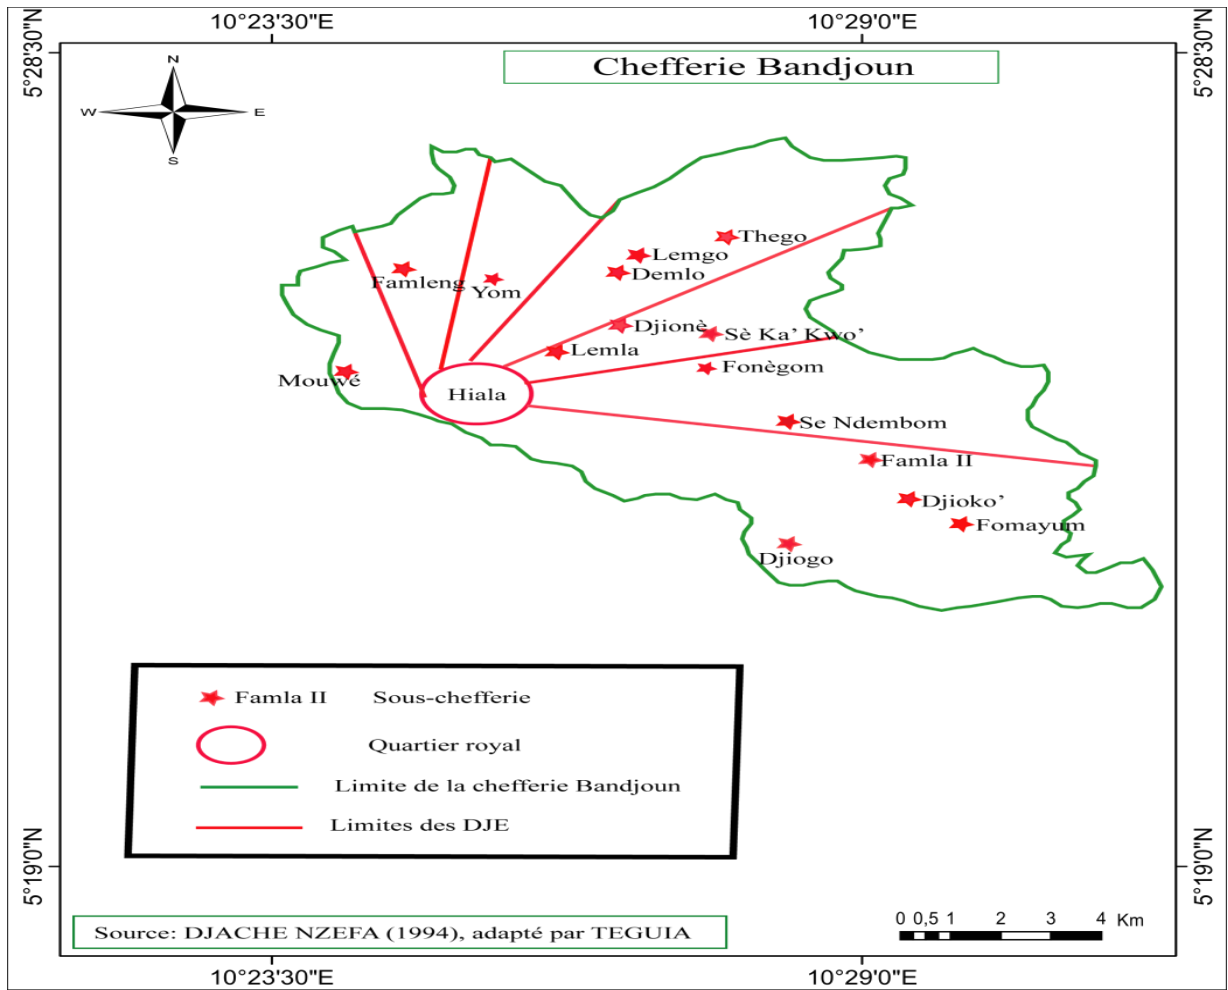 10°23'30"E 10°29'0"E
5°28'30"N 5°28'30"N
Chefferie Bandjoun
N
W E
S
Thego
Lemgo
Demlo
Famleng
Yom
Djionè
Sè Ka’ Kwo’
Lemla
Fonègom
Mouwé
Hiala
Se Ndembom
Famla II
Djioko’
Fomayum
Djiogo
Famla II Sous-chefferie
Quartier royal
Limite de la chefferie Bandjoun
Limites des DJE
5°19'0"N 5°19'0"N
Source: DJACHE NZEFA (1994), adapté par TEGUIA
0 0,5 1 2 3 4 Km
10°23'30"E 10°29'0"E